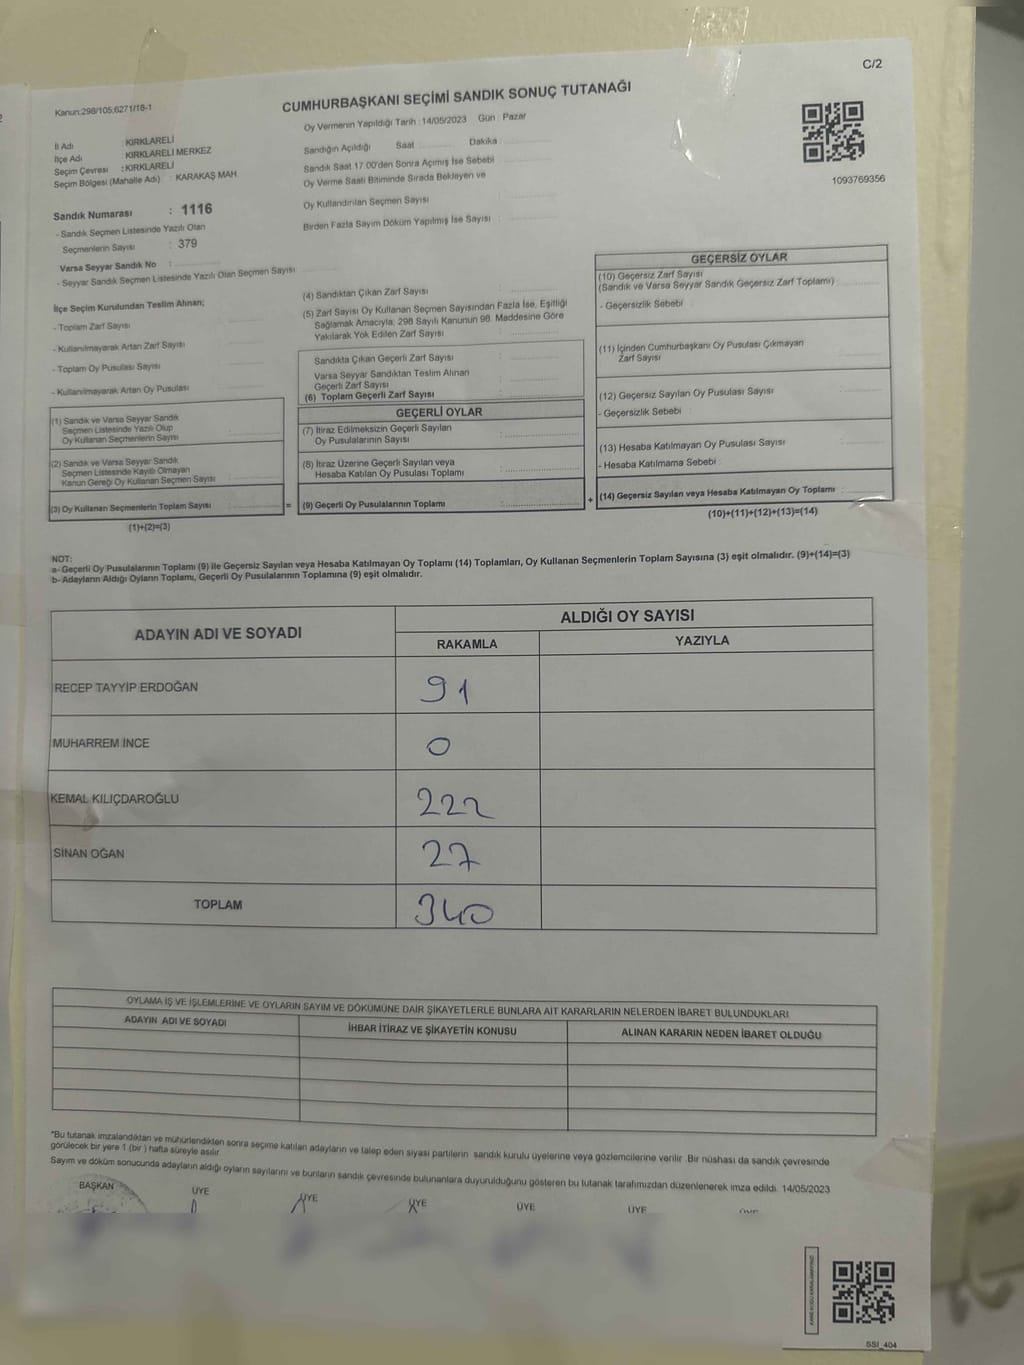 C/2
Kanun:298/105;6271/18-1
CUMHURBAŞKANI SEÇİMİ SANDIK SONUÇ TUTANAĞI
1093769356
İl Adı : KIRKLARELİ
İlçe Adı : KIRKLARELİ MERKEZ
Seçim Çevresi : KIRKLARELİ
Seçim Bölgesi (Mahalle Adı) : KARAKAŞ MAH.
Sandık Numarası : 1116
- Sandık Seçmen Listesinde Yazılı Olan
Seçmenlerin Sayısı : 379
Varsa Seyyar Sandık No :
- Seyyar Sandık Seçmen Listesinde Yazılı Olan Seçmen Sayısı
Oy Vermenin Yapıldığı Tarih : 14/05/2023 Gün : Pazar
Sandığın Açıldığı Saat Dakika
Sandık Saat 17.00'den Sonra Açımış İse Sebebi
Oy Verme Saati Bitiminde Sırada Bekleyen ve
Oy Kullandırılan Seçmen Sayısı :
Birden Fazla Sayım Döküm Yapılmış İse Sayısı :
İlçe Seçim Kurulundan Teslim Alınan;
- Toplam Zarf Sayısı
- Kullanılmayarak Artan Zarf Sayısı
- Toplam Oy Pusulası Sayısı
- Kullanılmayarak Artan Oy Pusulası
(1) Sandık ve Varsa Seyyar Sandık
Seçmen Listesinde Yazılı Olup
Oy Kullanan Seçmenlerin Sayısı :
(2) Sandık ve Varsa Seyyar Sandık
Seçmen Listesinde Kayıtlı Olmayan
Kanun Gereği Oy Kullanan Seçmen Sayısı :
(3) Oy Kullanan Seçmenlerin Toplam Sayısı : =
(1)+(2)=(3)
(4) Sandıktan Çıkan Zarf Sayısı :
(5) Zarf Sayısı Oy Kullanan Seçmen Sayısından Fazla İse, Eşitliği
Sağlamak Amacıyla, 298 Sayılı Kanunun 98. Maddesine Göre
Yakılarak Yok Edilen Zarf Sayısı :
Sandıkta Çıkan Geçerli Zarf Sayısı :
Varsa Seyyar Sandıktan Teslim Alınan
Geçerli Zarf Sayısı :
(6) Toplam Geçerli Zarf Sayısı :
GEÇERLİ OYLAR
(7) İtiraz Edilmeksizin Geçerli Sayılan
Oy Pusulalarının Sayısı :
(8) İtiraz Üzerine Geçerli Sayılan veya
Hesaba Katılan Oy Pusulası Toplamı :
(9) Geçerli Oy Pusulalarının Toplamı : +
GEÇERSİZ OYLAR
(10) Geçersiz Zarf Sayısı
(Sandık ve Varsa Seyyar Sandık Geçersiz Zarf Toplamı) :
- Geçersizlik Sebebi :
(11) İçinden Cumhurbaşkanı Oy Pusulası Çıkmayan
Zarf Sayısı :
(12) Geçersiz Sayılan Oy Pusulası Sayısı :
- Geçersizlik Sebebi :
(13) Hesaba Katılmayan Oy Pusulası Sayısı :
- Hesaba Katılmama Sebebi :
(14) Geçersiz Sayılan veya Hesaba Katılmayan Oy Toplamı :
(10)+(11)+(12)+(13)=(14)
NOT:
a- Geçerli Oy Pusulalarının Toplamı (9) ile Geçersiz Sayılan veya Hesaba Katılmayan Oy Toplamı (14) Toplamları, Oy Kullanan Seçmenlerin Toplam Sayısına (3) eşit olmalıdır. (9)+(14)=(3)
b- Adayların Aldığı Oyların Toplamı, Geçerli Oy Pusulalarının Toplamına (9) eşit olmalıdır.
ADAYIN ADI VE SOYADI
ALDIĞI OY SAYISI
RAKAMLA YAZIYLA
RECEP TAYYİP ERDOĞAN 91
MUHARREM İNCE 0
KEMAL KILIÇDAROĞLU 222
SİNAN OĞAN 27
TOPLAM 340
OYLAMA İŞ VE İŞLEMLERİNE VE OYLARIN SAYIM VE DÖKÜMÜNE DAİR ŞİKAYETLERLE BUNLARA AİT KARARLARIN NELERDEN İBARET BULUNDUKLARI
ADAYIN ADI VE SOYADI İHBAR İTİRAZ VE ŞİKAYETİN KONUSU ALINAN KARARIN NEDEN İBARET OLDUĞU
*Bu tutanak imzalandıktan ve mühürlendikten sonra seçime katılan adayların ve talep eden siyasi partilerin sandık kurulu üyelerine veya gözlemcilerine verilir. Bir nüshası da sandık çevresinde
görülecek bir yere 1 (bir) hafta süreyle asılır.
Sayım ve döküm sonucunda adayların aldığı oyların sayılarını ve bunların sandık çevresinde bulunanlara duyurulduğunu gösteren bu tutanak tarafımızdan düzenlenerek imza edildi. 14/05/2023
BAŞKAN ÜYE ÜYE ÜYE ÜYE ÜYE
SSI_404